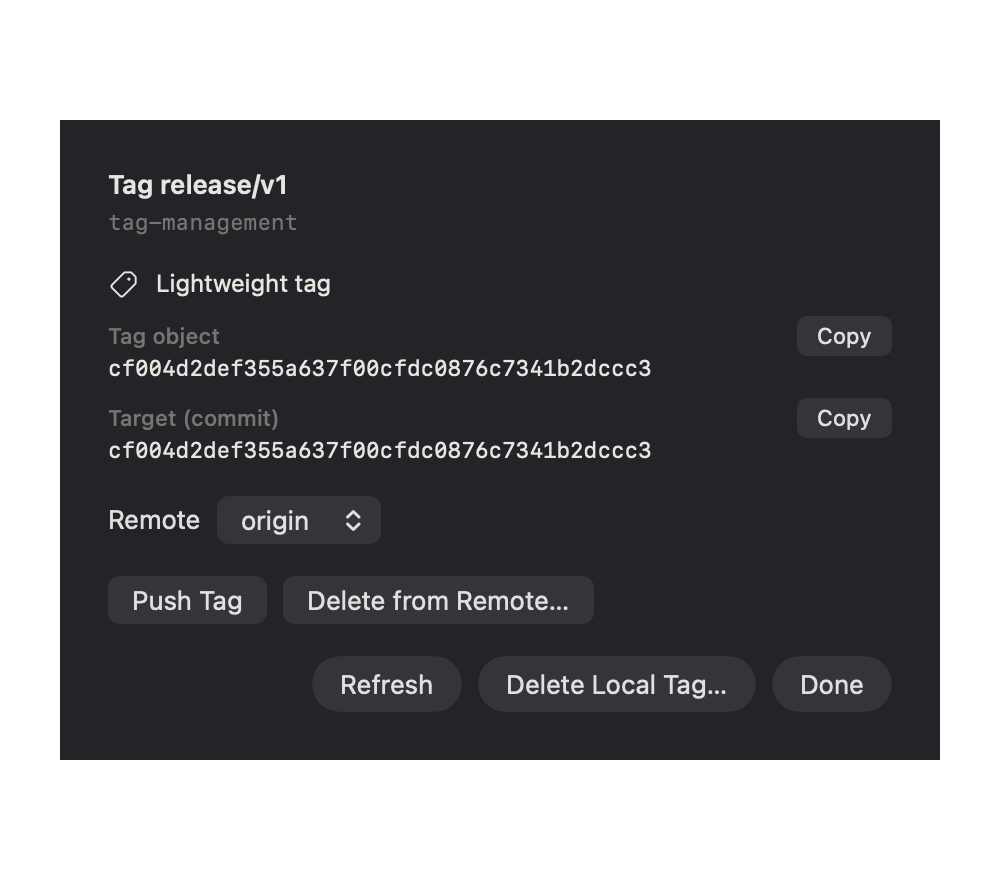 Tag release/v1
tag-management
Lightweight tag
Tag object
Copy
cf004d2def355a637f00cfdc0876c7341b2dccc3
Target (commit)
Copy
cf004d2def355a637f00cfdc0876c7341b2dccc3
Remote origin
Push Tag Delete from Remote...
Refresh Delete Local Tag... Done